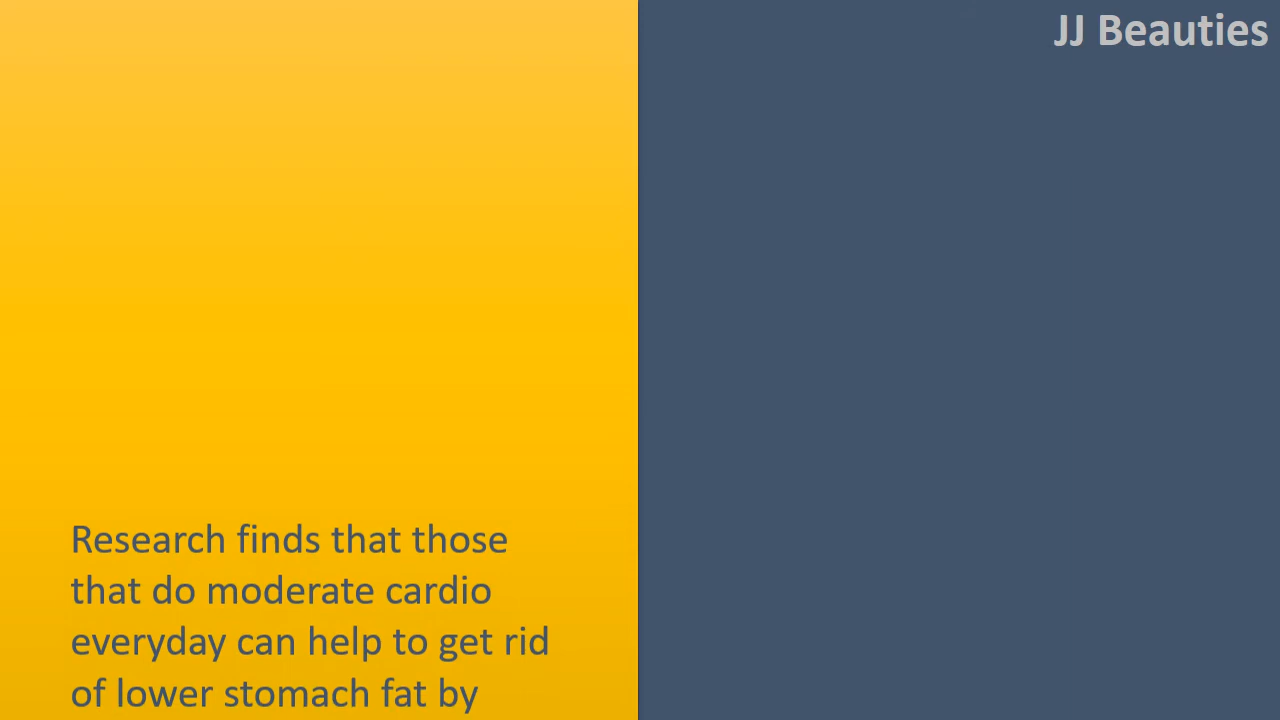 JJ Beauties
Research finds that those
that do moderate cardio
everyday can help to get rid
of lower stomach fat by